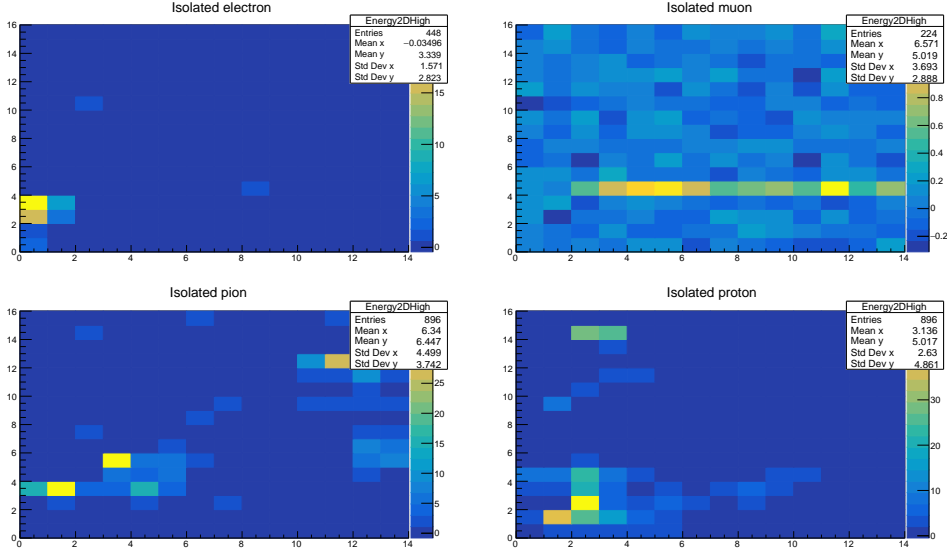 Isolated electron
Energy2DHigh
Entries 448
Mean x −0.03496
Mean y 3.339
Std Dev x 1.571
Std Dev y 2.823
16
14
12
10
8
6
4
2
0
0 2 4 6 8 10 12 14
15
10
5
0
Isolated muon
Energy2DHigh
Entries 224
Mean x 6.571
Mean y 5.019
Std Dev x 3.693
Std Dev y 2.888
16
14
12
10
8
6
4
2
0
0 2 4 6 8 10 12 14
0.8
0.6
0.4
0.2
0
−0.2
Isolated pion
Energy2DHigh
Entries 896
Mean x 6.34
Mean y 6.447
Std Dev x 4.499
Std Dev y 3.742
16
14
12
10
8
6
4
2
0
0 2 4 6 8 10 12 14
25
20
15
10
5
0
Isolated proton
Energy2DHigh
Entries 896
Mean x 3.136
Mean y 5.017
Std Dev x 2.63
Std Dev y 4.861
16
14
12
10
8
6
4
2
0
0 2 4 6 8 10 12 14
30
20
10
0